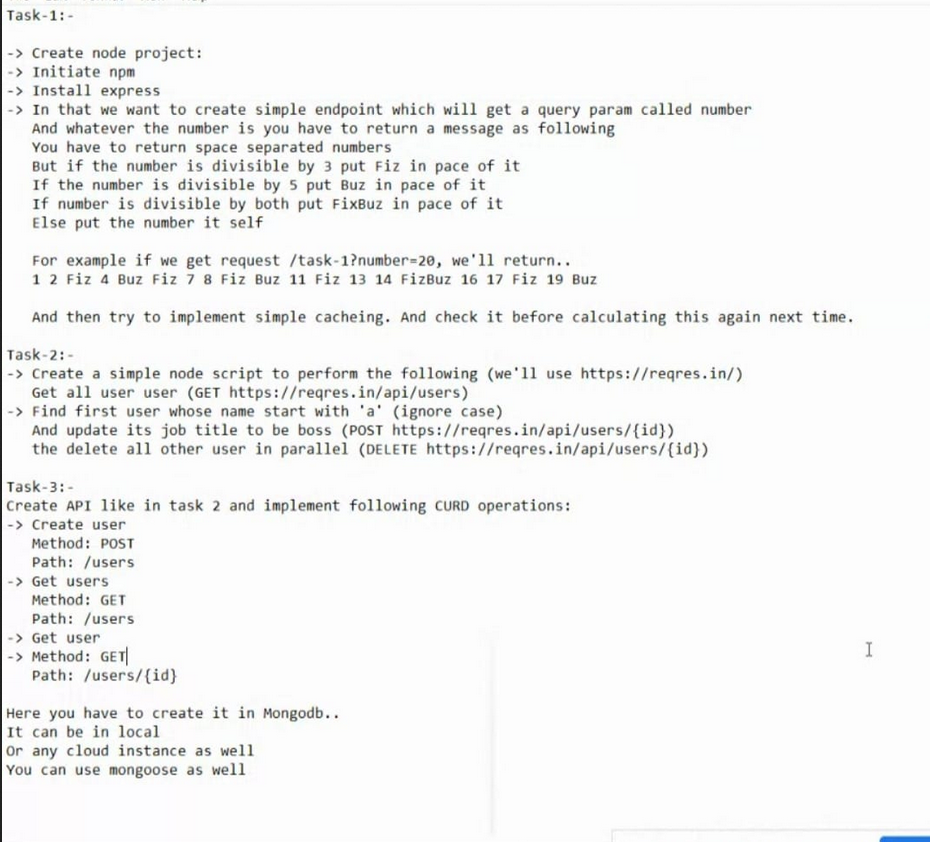 Task-1:-
-> Create node project:
-> Initiate npm
-> Install express
-> In that we want to create simple endpoint which will get a query param called number
And whatever the number is you have to return a message as following
You have to return space separated numbers
But if the number is divisible by 3 put Fiz in pace of it
If the number is divisible by 5 put Buz in pace of it
If number is divisible by both put FixBuz in pace of it
Else put the number it self
For example if we get request /task-1?number=20, we'll return..
1 2 Fiz 4 Buz Fiz 7 8 Fiz Buz 11 Fiz 13 14 FizBuz 16 17 Fiz 19 Buz
And then try to implement simple cacheing. And check it before calculating this again next time.
Task-2:-
-> Create a simple node script to perform the following (we'll use https://reqres.in/)
Get all user user (GET https://reqres.in/api/users)
-> Find first user whose name start with 'a' (ignore case)
And update its job title to be boss (POST https://reqres.in/api/users/{id})
the delete all other user in parallel (DELETE https://reqres.in/api/users/{id})
Task-3:-
Create API like in task 2 and implement following CURD operations:
-> Create user
Method: POST
Path: /users
-> Get users
Method: GET
Path: /users
-> Get user
-> Method: GET
Path: /users/{id}
Here you have to create it in Mongodb..
It can be in local
Or any cloud instance as well
You can use mongoose as well